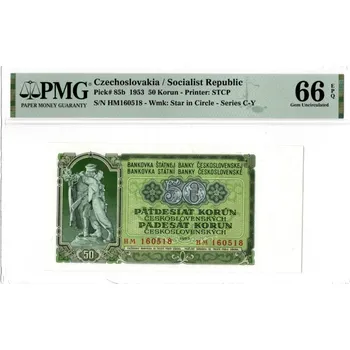 PMG
PAPER MONEY GUARANTY
Czechoslovakia / Socialist Republic
Pick# 85b 1953 50 Korun - Printer: STCP
S/N HM160518 - Wmk: Star in Circle - Series C-Y
66 EPQ
Gem Uncirculated
BANKOVKA ŠTÁTNEJ BANKY ČESKOSLOVENSKEJ
BANKOVKA STÁTNÍ BANKY ČESKOSLOVENSKÉ
50
PÄTDESIAT KORÚN
ČESKOSLOVENSKÝCH
PADESÁT KORUN
ČESKOSLOVENSKÝCH
HM 160518 1953 HM 160518
50